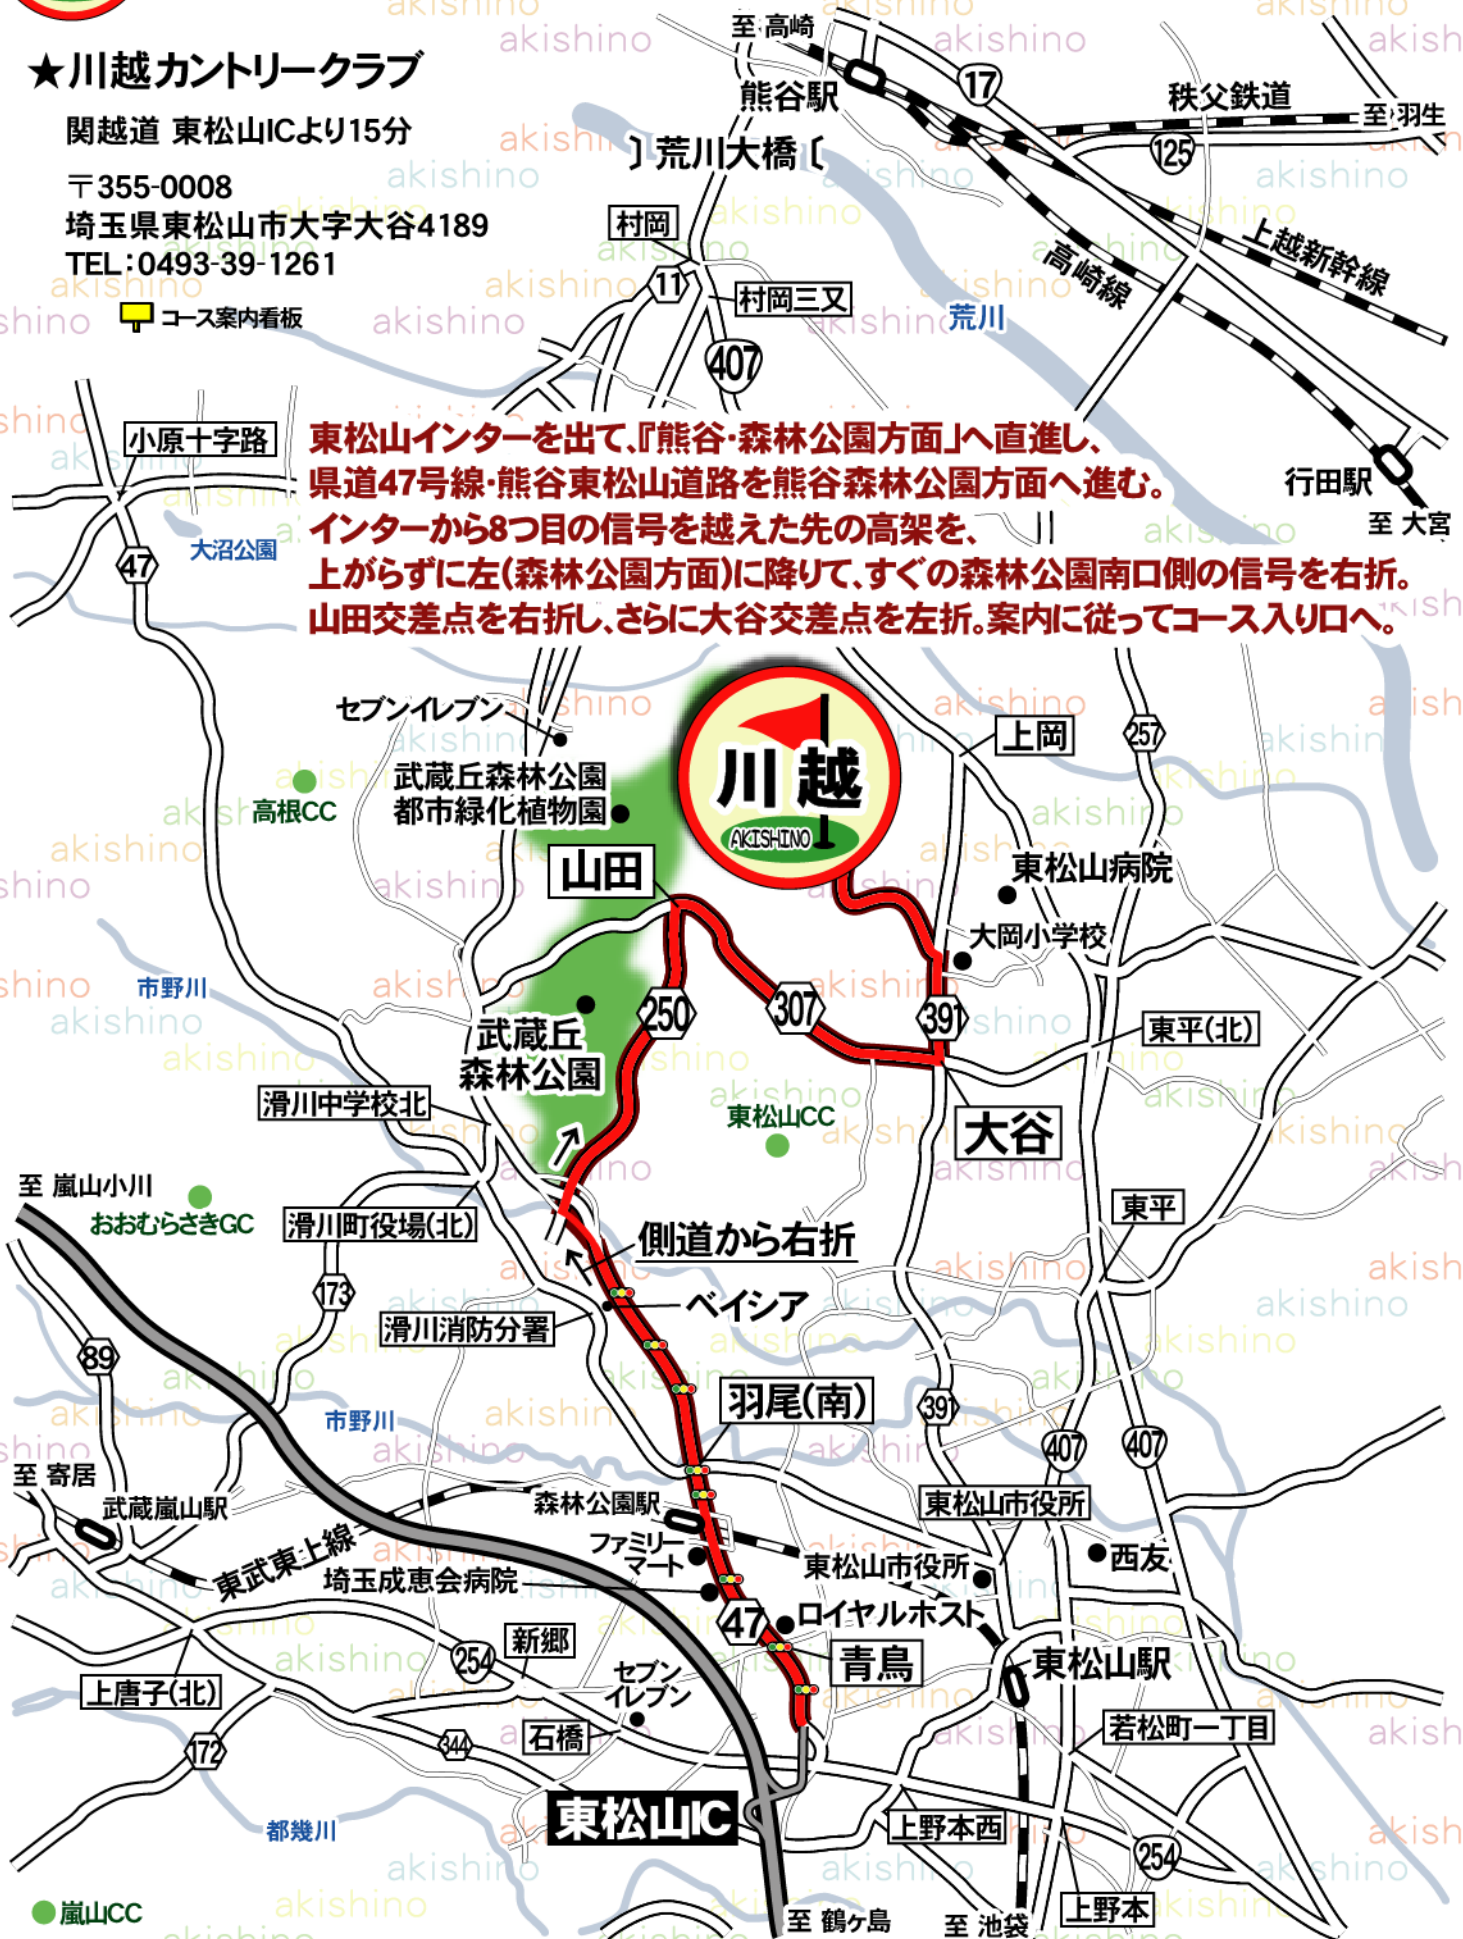 ★川越カントリークラブ
関越道 東松山ICより15分
〒355-0008
埼玉県東松山市大字大谷4189
TEL:0493-39-1261
コース案内看板
至 高崎
熊谷駅
17
秩父鉄道
至 羽生
125
】荒川大橋〔
村岡
11
村岡三又
407
荒川
高崎線
上越新幹線
行田駅
至 大宮
小原十字路
47
大沼公園
東松山インターを出て、『熊谷・森林公園方面」へ直進し、
県道47号線・熊谷東松山道路を熊谷森林公園方面へ進む。
インターから8つ目の信号を越えた先の高架を、
上がらずに左(森林公園方面)に降りて、すぐの森林公園南口側の信号を右折。
山田交差点を右折し、さらに大谷交差点を左折。案内に従ってコース入り口へ。
セブンイレブン
武蔵丘森林公園
都市緑化植物園
高根CC
川越
AKISHINO
上岡
257
山田
東松山病院
大岡小学校
市野川
250
307
391
東平(北)
武蔵丘
森林公園
滑川中学校北
東松山CC
大谷
至 嵐山小川
おおむらさきGC
滑川町役場(北)
側道から右折
東平
173
ベイシア
滑川消防分署
89
羽尾(南)
市野川
391
407
407
至 寄居
武蔵嵐山駅
東武東上線
森林公園駅
ファミリー
マート
東松山市役所
東松山市役所
西友
埼玉成恵会病院
47
ロイヤルホスト
青鳥
東松山駅
254
新郷
セブン
イレブン
上唐子(北)
172
344
石橋
若松町一丁目
東松山IC
上野本西
254
都幾川
嵐山CC
至 鶴ヶ島
至 池袋
上野本